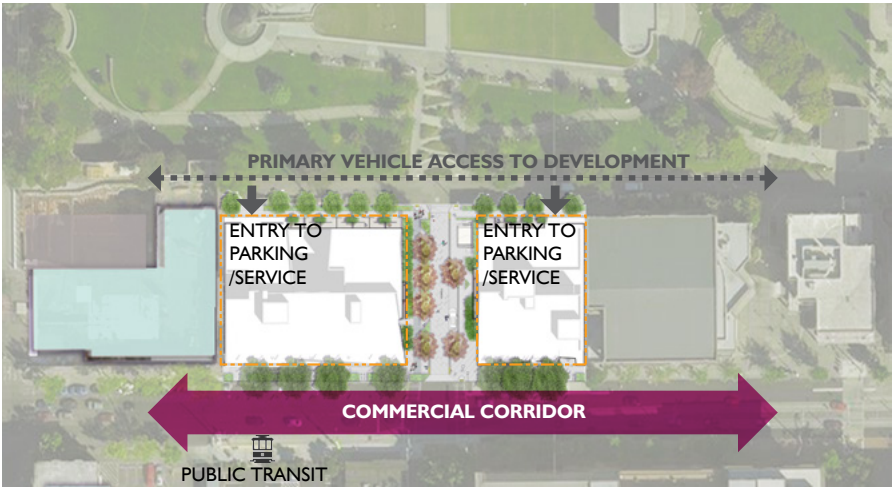 PRIMARY VEHICLE ACCESS TO DEVELOPMENT
ENTRY TO
PARKING
/SERVICE
ENTRY TO
PARKING
/SERVICE
COMMERCIAL CORRIDOR
PUBLIC TRANSIT